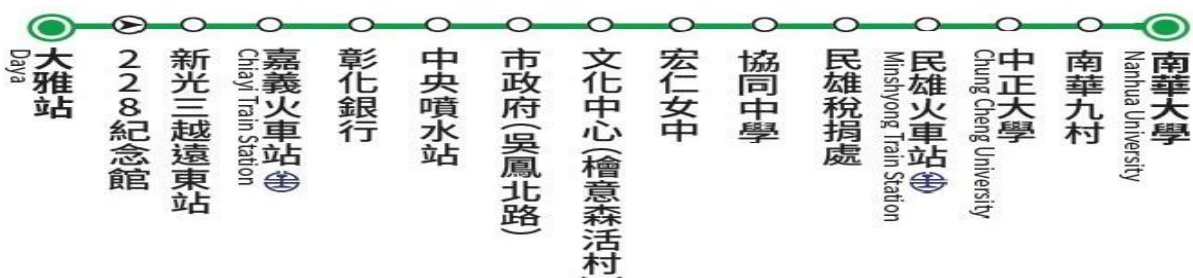 大雅站
Daya
228紀念館
新光三越遠東站
嘉義火車站
Chiayi Train Station
彰化銀行
中央噴水站
市政府(吳鳳北路)
文化中心(檜意森活村)
宏仁女中
協同中學
民雄稅捐處
民雄火車站
Minshyong Train Station
中正大學
Chung Cheng University
南華九村
南華大學
Nanhua University